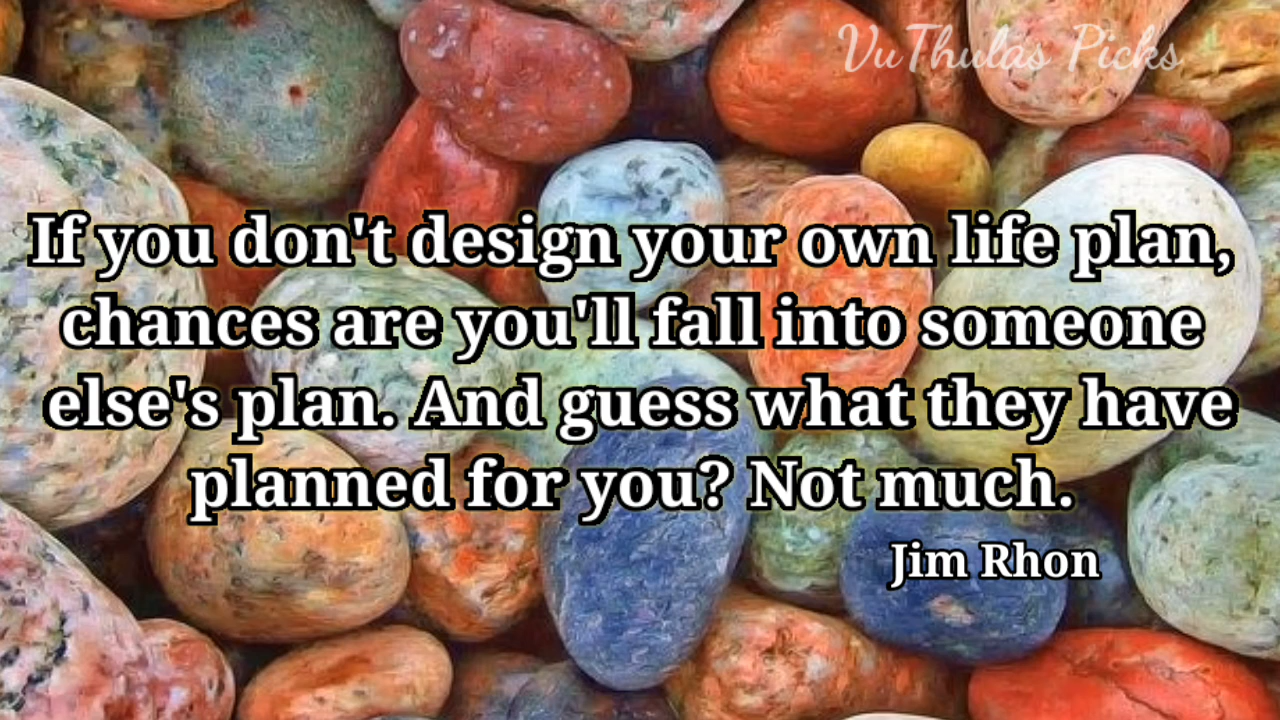 VuThulas Picks
If you don't design your own life plan,
chances are you'll fall into someone
else's plan. And guess what they have
planned for you? Not much.
Jim Rhon